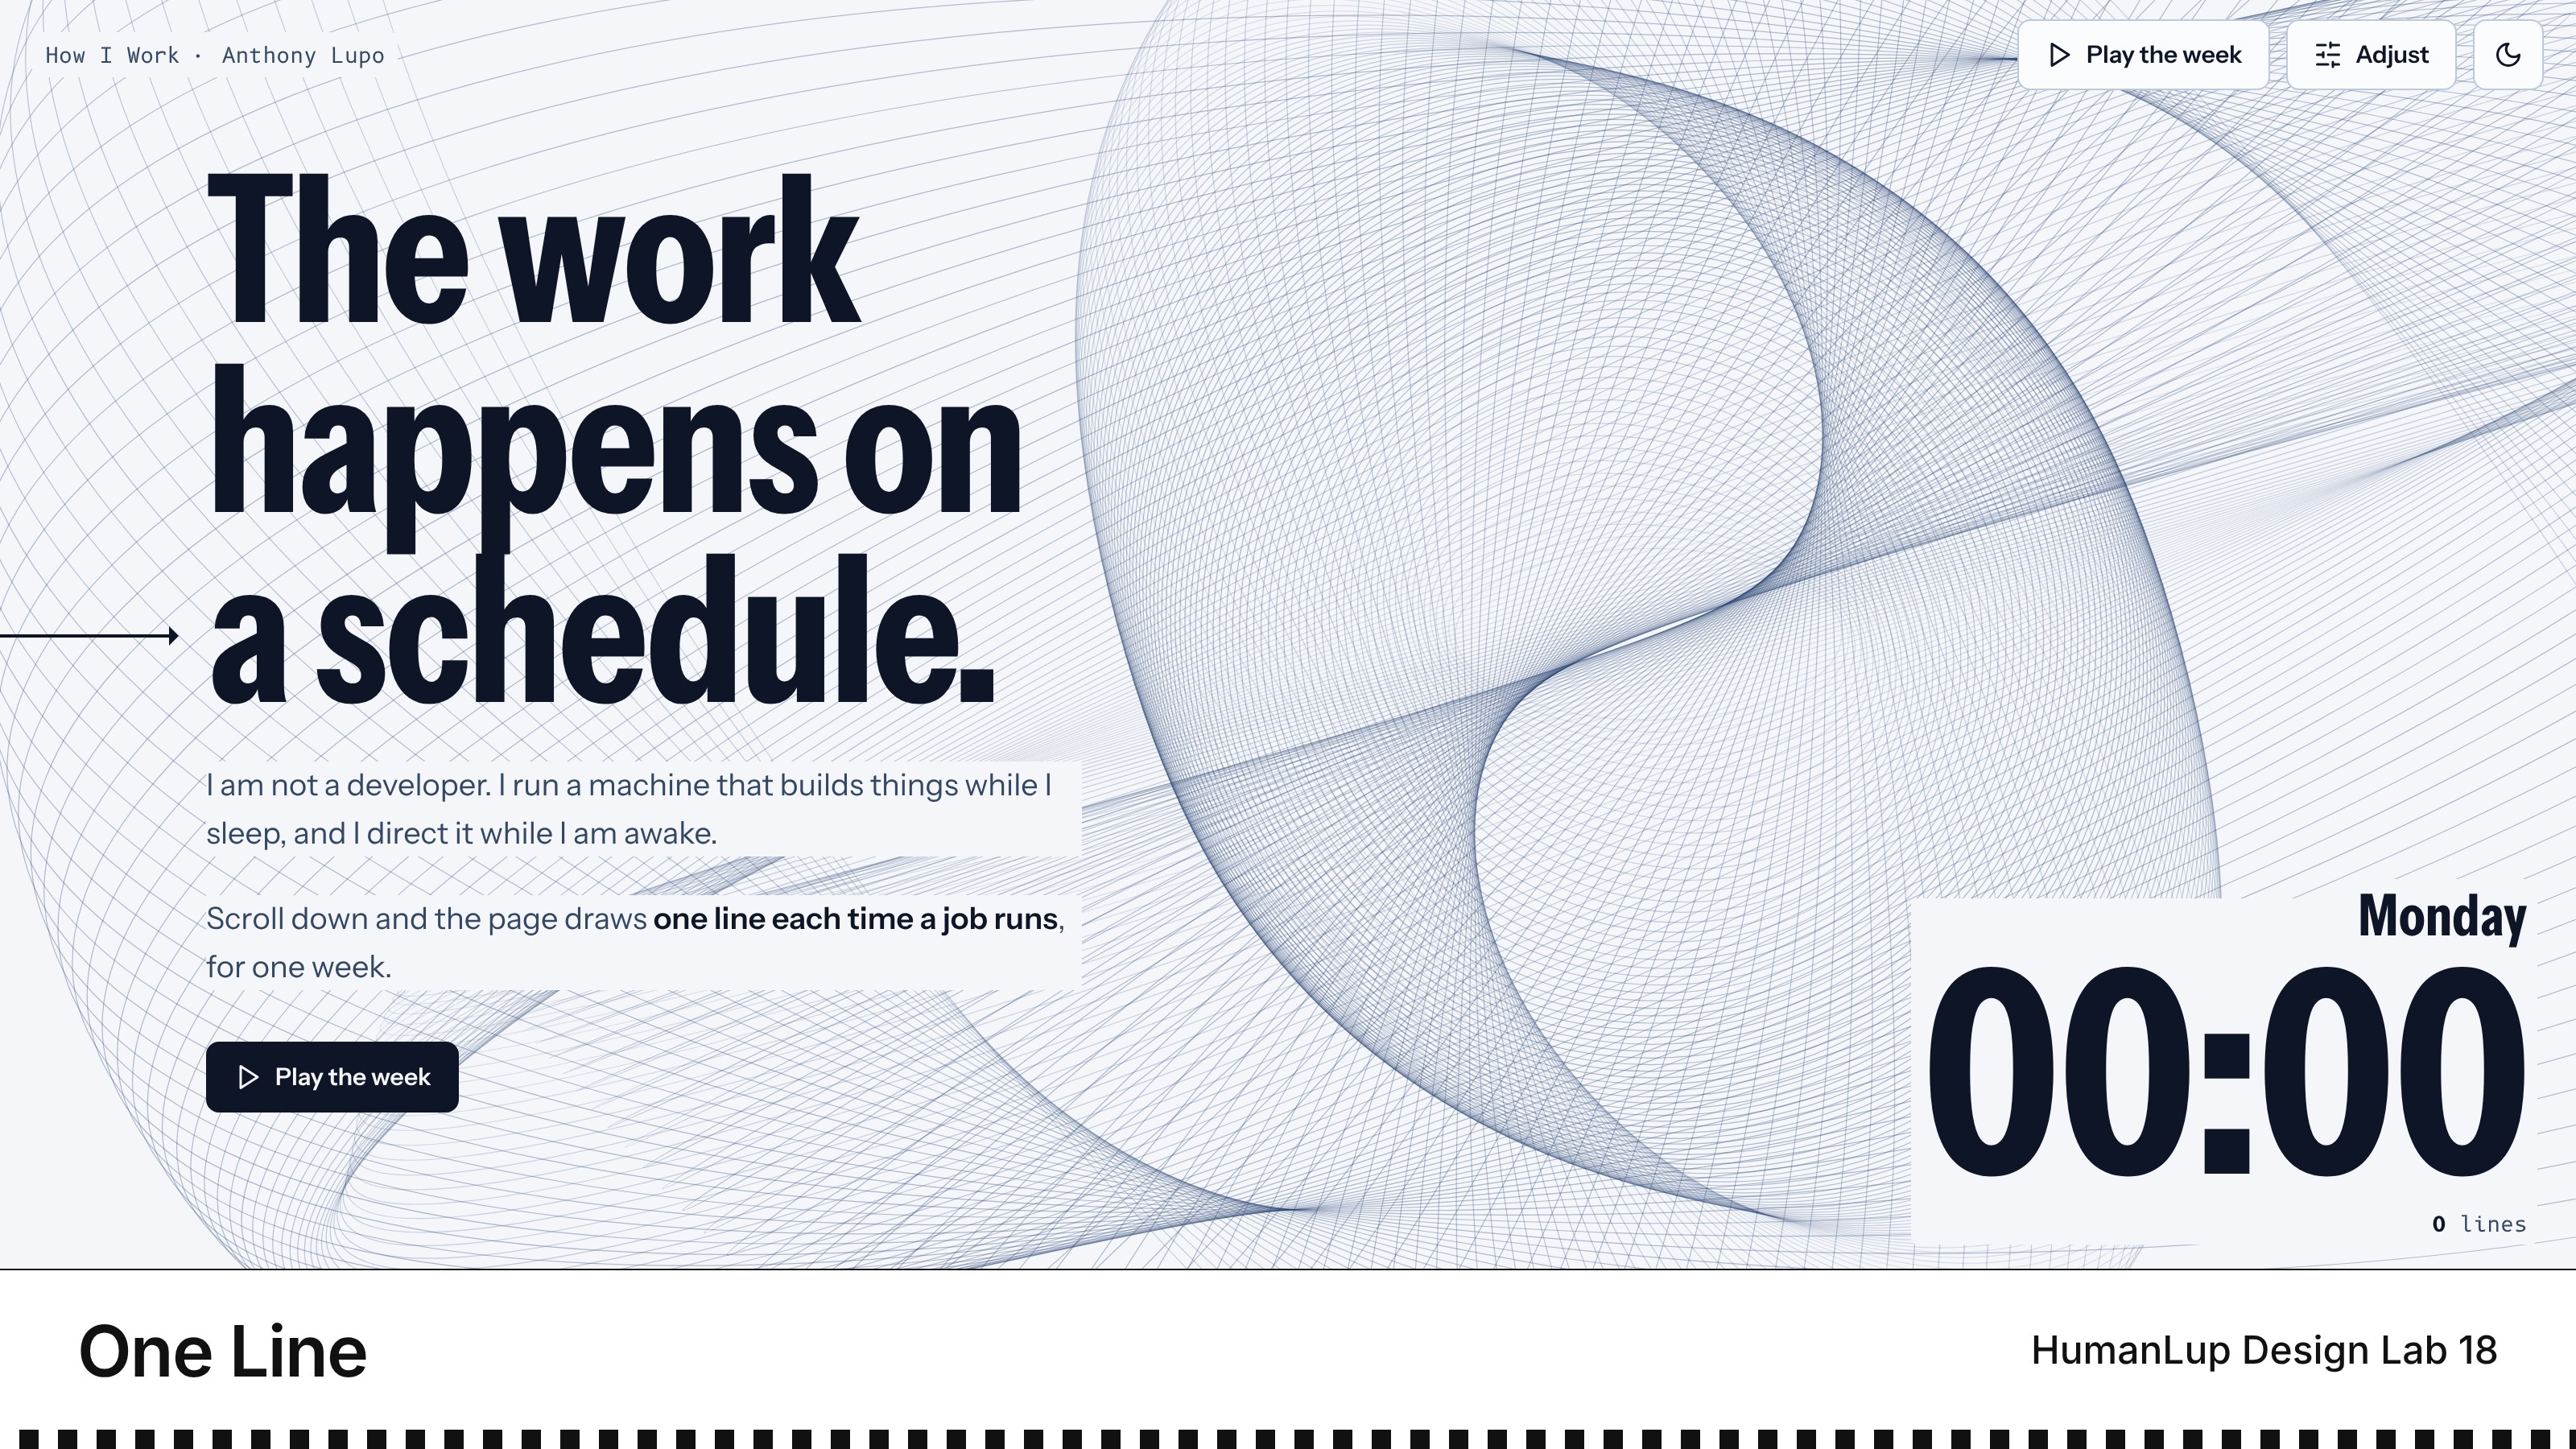 How I Work · Anthony Lupo
Play the week
Adjust
The work
happens on
a schedule.
I am not a developer. I run a machine that builds things while I
sleep, and I direct it while I am awake.
Scroll down and the page draws one line each time a job runs,
for one week.
Play the week
Monday
00:00
0 lines
One Line
HumanLup Design Lab 18